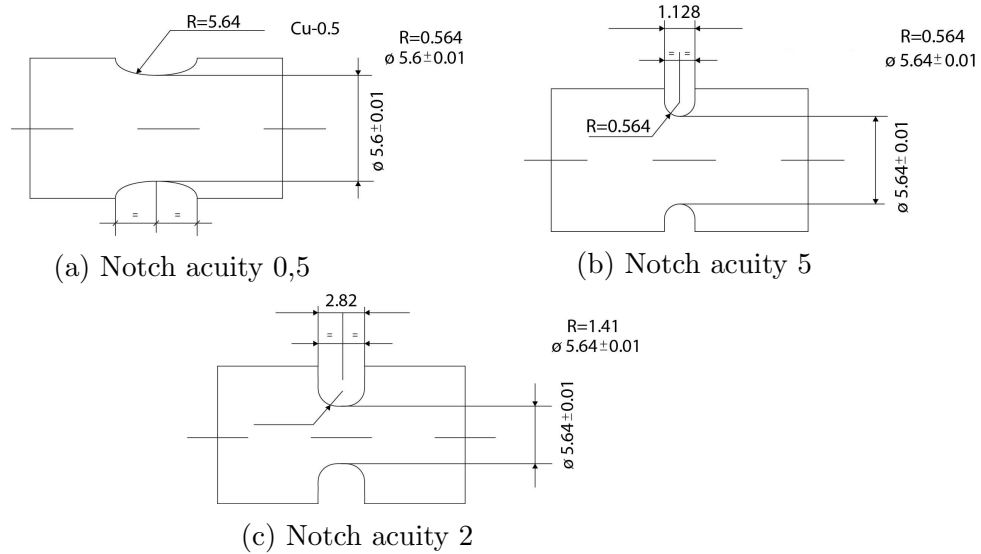 R=5.64
Cu-0.5
R=0.564
ø 5.6±0.01
ø 5.6±0.01
=
=
(a) Notch acuity 0,5
1.128
R=0.564
ø 5.64±0.01
=
=
R=0.564
ø 5.64±0.01
(b) Notch acuity 5
2.82
R=1.41
ø 5.64±0.01
=
=
ø 5.64±0.01
(c) Notch acuity 2